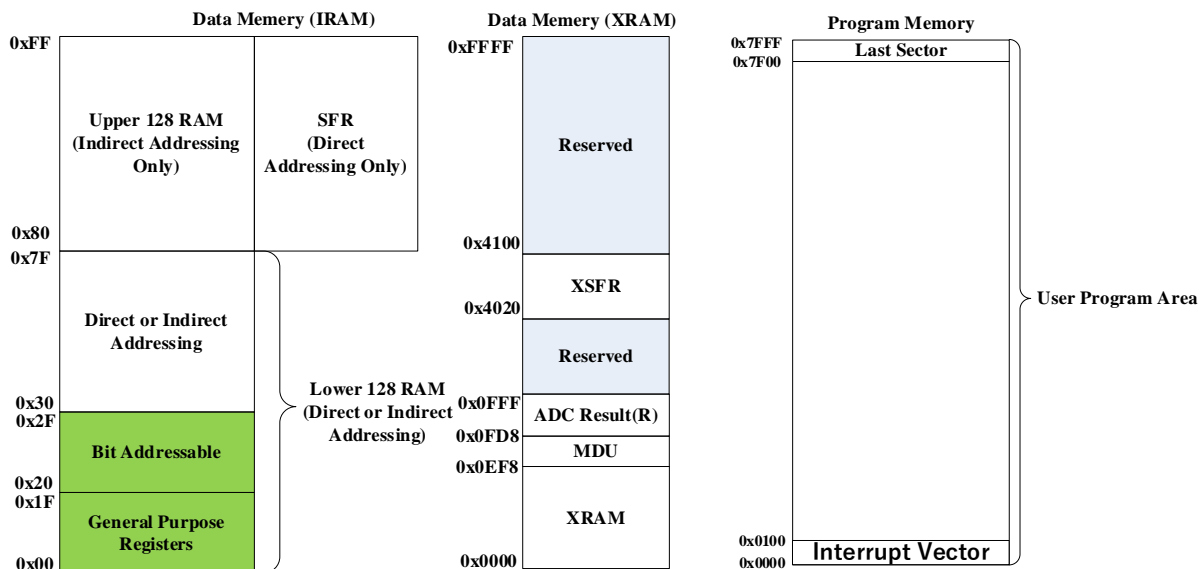 Data Memery (IRAM)
0xFF
Upper 128 RAM
(Indirect Addressing
Only)
SFR
(Direct
Addressing Only)
0x80
0x7F
Direct or Indirect
Addressing
0x30
0x2F
Bit Addressable
0x20
0x1F
General Purpose
Registers
0x00
Lower 128 RAM
(Direct or Indirect
Addressing)
Data Memery (XRAM)
0xFFFF
Reserved
0x4100
XSFR
0x4020
Reserved
0x0FFF
ADC Result(R)
0x0FD8
MDU
0x0EF8
XRAM
0x0000
Program Memory
0x7FFF
Last Sector
0x7F00
User Program Area
0x0100
Interrupt Vector
0x0000